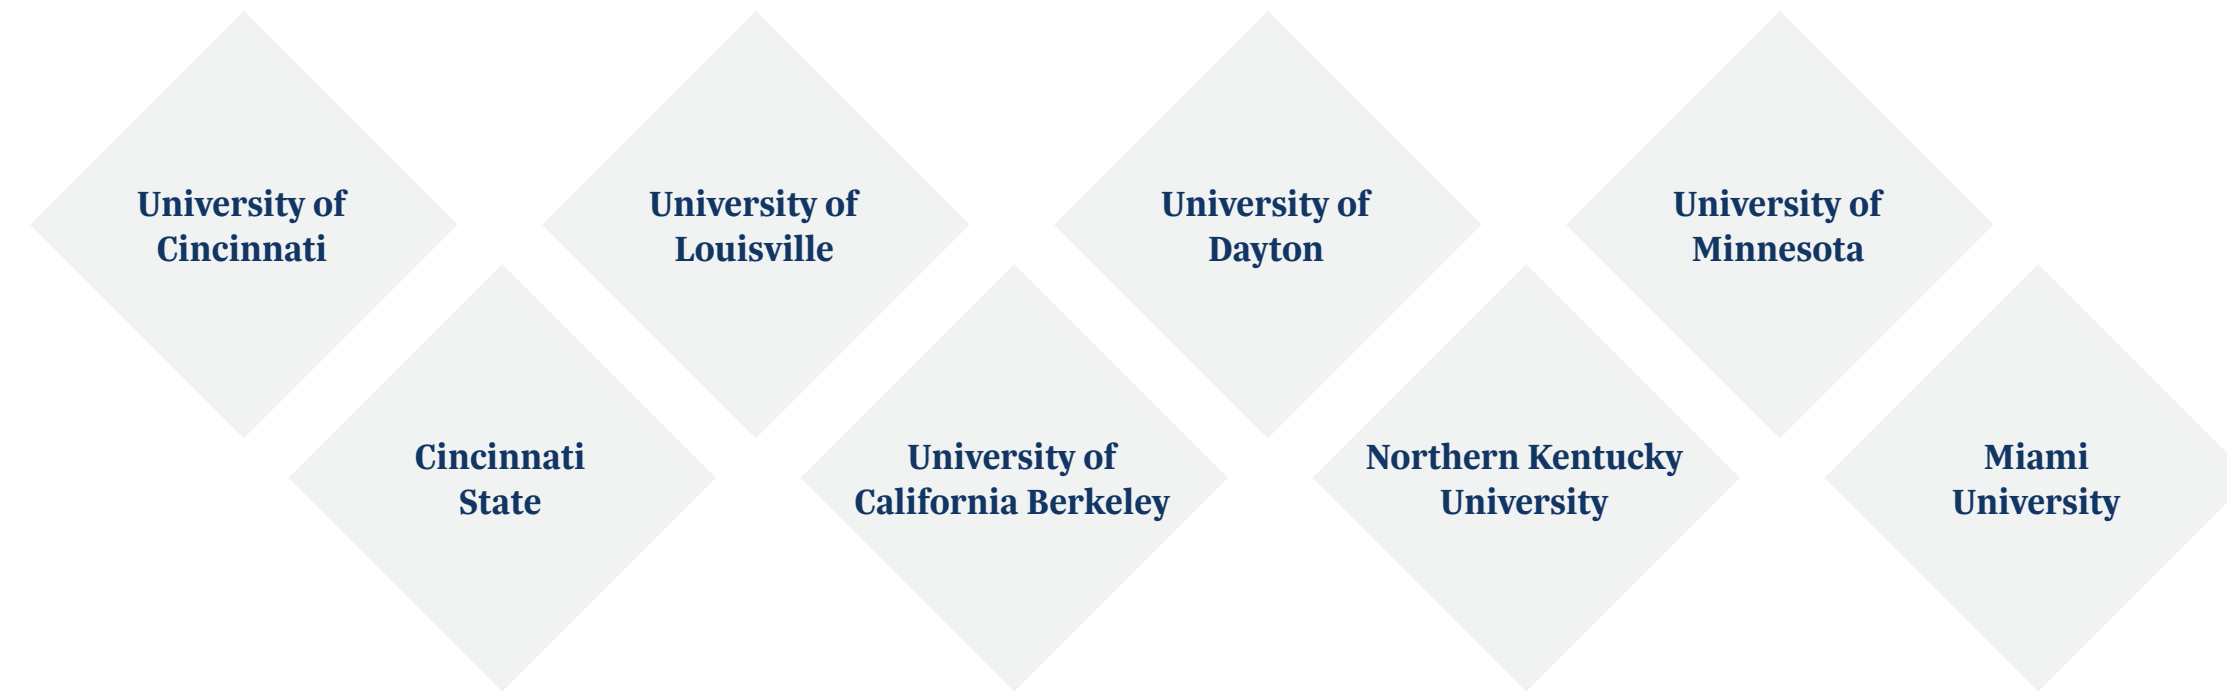 University of
Cincinnati
University of
Louisville
University of
Dayton
University of
Minnesota
Cincinnati
State
University of
California Berkeley
Northern Kentucky
University
Miami
University